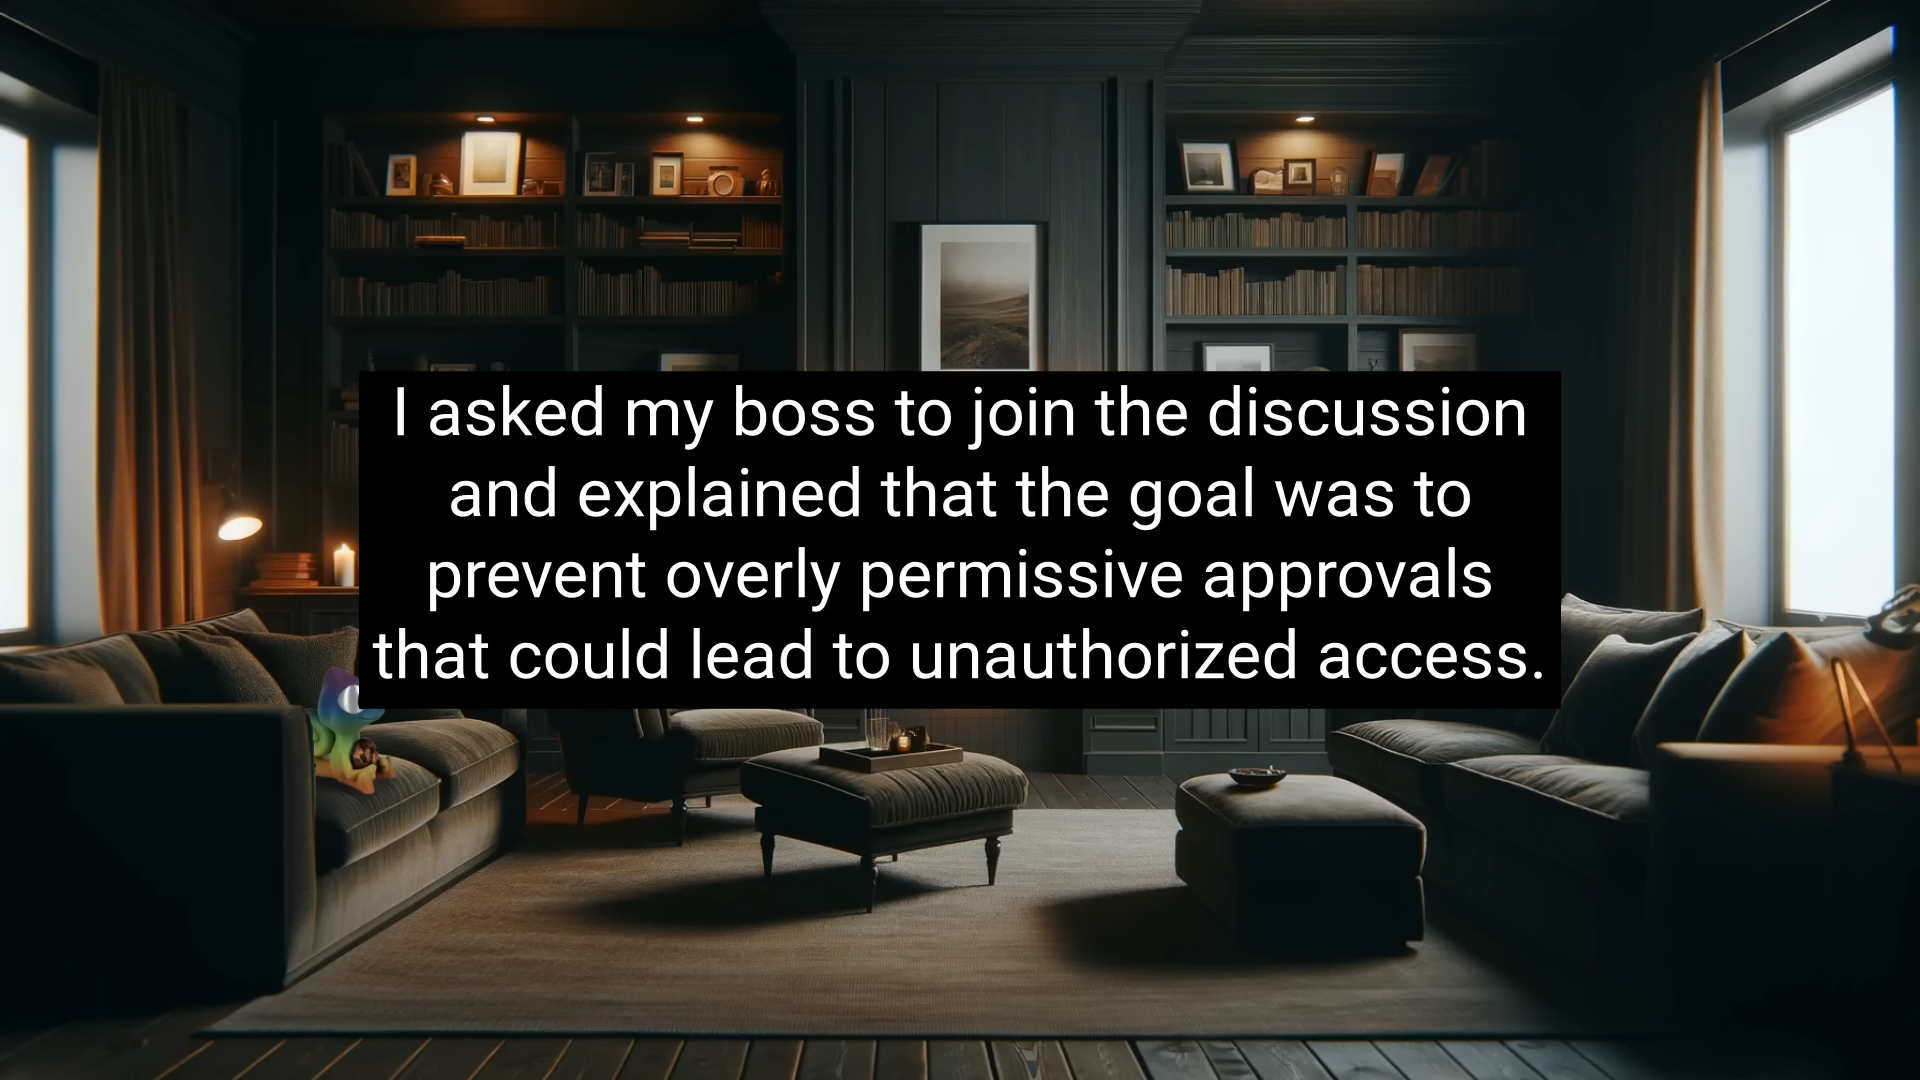 I asked my boss to join the discussion
and explained that the goal was to
prevent overly permissive approvals
that could lead to unauthorized access.